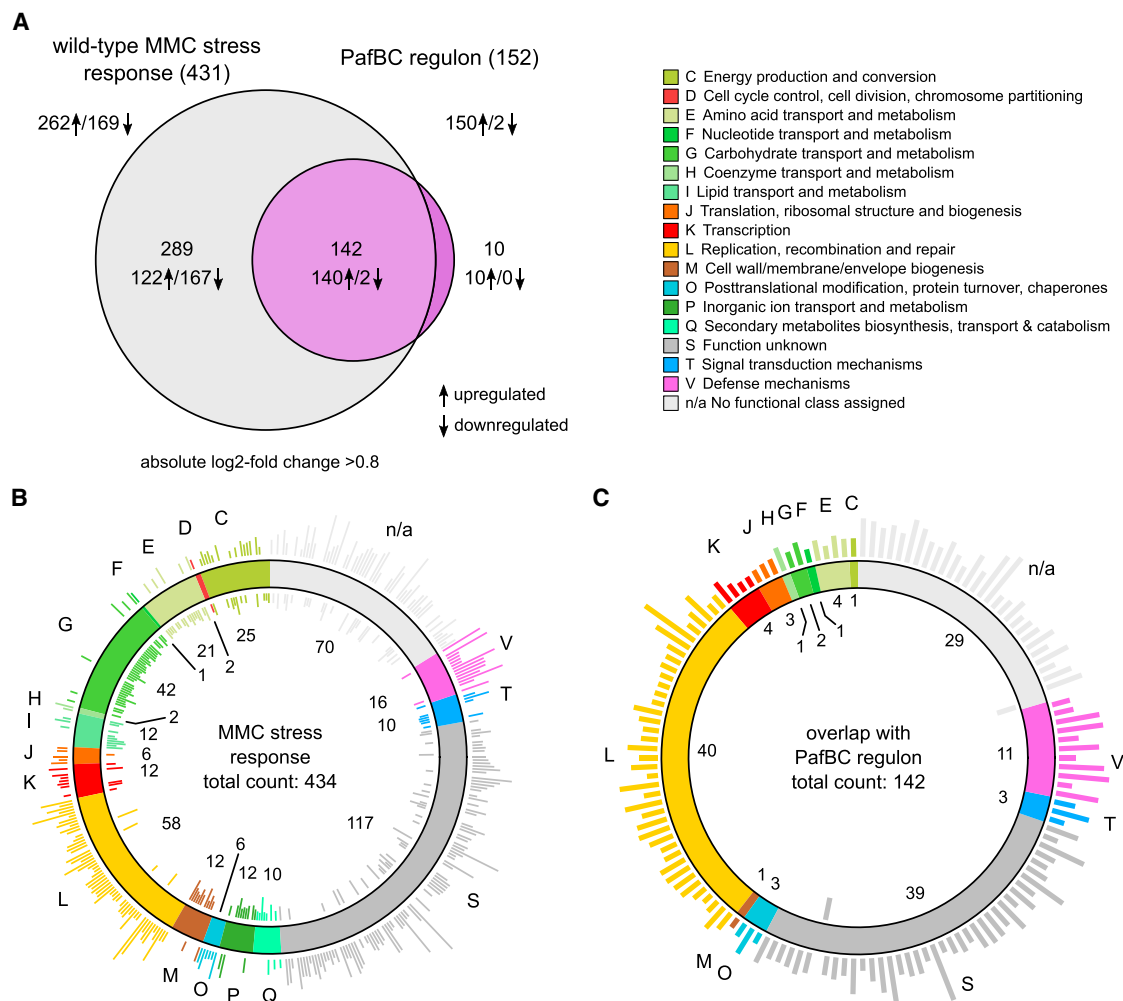 A
wild-type MMC stress
response (431)
PafBC regulon (152)
262↑/169↓
150↑/2↓
289
122↑/167↓
142
140↑/2↓
10
10↑/0↓
↑ upregulated
↓ downregulated
absolute log2-fold change >0.8
C Energy production and conversion
D Cell cycle control, cell division, chromosome partitioning
E Amino acid transport and metabolism
F Nucleotide transport and metabolism
G Carbohydrate transport and metabolism
H Coenzyme transport and metabolism
I Lipid transport and metabolism
J Translation, ribosomal structure and biogenesis
K Transcription
L Replication, recombination and repair
M Cell wall/membrane/envelope biogenesis
O Posttranslational modification, protein turnover, chaperones
P Inorganic ion transport and metabolism
Q Secondary metabolites biosynthesis, transport & catabolism
S Function unknown
T Signal transduction mechanisms
V Defense mechanisms
n/a No functional class assigned
B
n/a
V
T
S
Q
P
O
M
L
K
J
I
H
G
F
E
D
C
70
16
10
117
10
12
6
12
58
12
6
12
2
42
1
21
2
25
MMC stress
response
total count: 434
C
n/a
V
T
S
O
M
L
K
J
H
G
F
E
C
29
11
3
39
3
1
40
4
3
1
2
1
4
1
overlap with
PafBC regulon
total count: 142